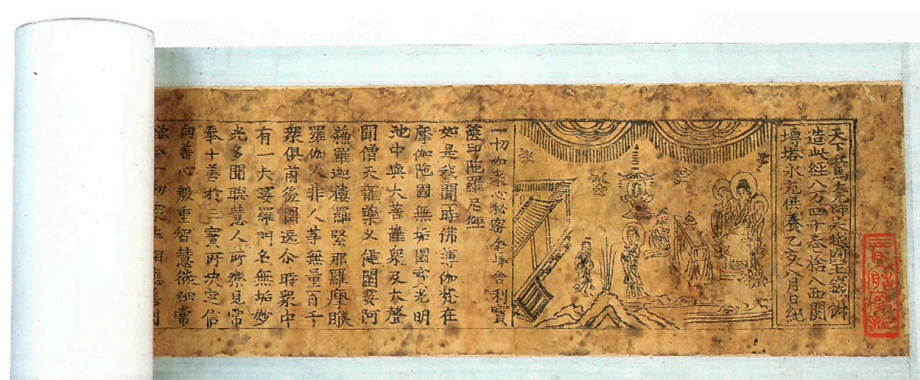 天下兵馬大元帥吳越國王錢俶
造此經八万四千卷捨入西關
塼塔永充供養乙亥八月日紀
一切如來心秘密全身舍利寶
篋印陀羅尼經
如是我聞一時佛薄伽梵在
摩伽陁國無垢園寶光明
池中與大菩薩衆及大聲
聞僧天龍藥叉健闥婆阿
蘇羅迦樓羅緊那羅摩睺
羅伽人非人等無量百千
衆俱前後圍遶尒時衆中
有一大婆羅門名無垢妙
光多聞聰慧人所樂見常
奉十善於三寶所決定信
向善心殷重智慧微細常